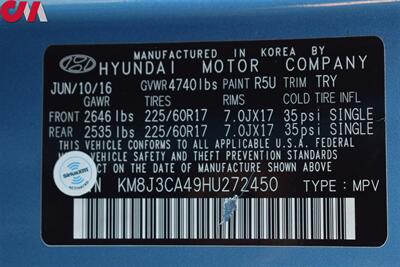 MANUFACTURED IN KOREA BY
HYUNDAI MOTOR COMPANY
JUN/10/16 GVWR 4740 lbs PAINT R5U TRIM TRY
GAWR TIRES RIMS COLD TIRE INFL.
FRONT 2646 lbs 225/60R17 7.0JX17 35psi SINGLE
REAR 2535 lbs 225/60R17 7.0JX17 35psi SINGLE
THIS VEHICLE CONFORMS TO ALL APPLICABLE U.S.A. FEDERAL
MOTOR VEHICLE SAFETY AND THEFT PREVENTION STANDARDS
IN EFFECT ON THE DATE OF MANUFACTURE SHOWN ABOVE.
SiriusXM
N KM8J3CA49HU272450 TYPE : MPV